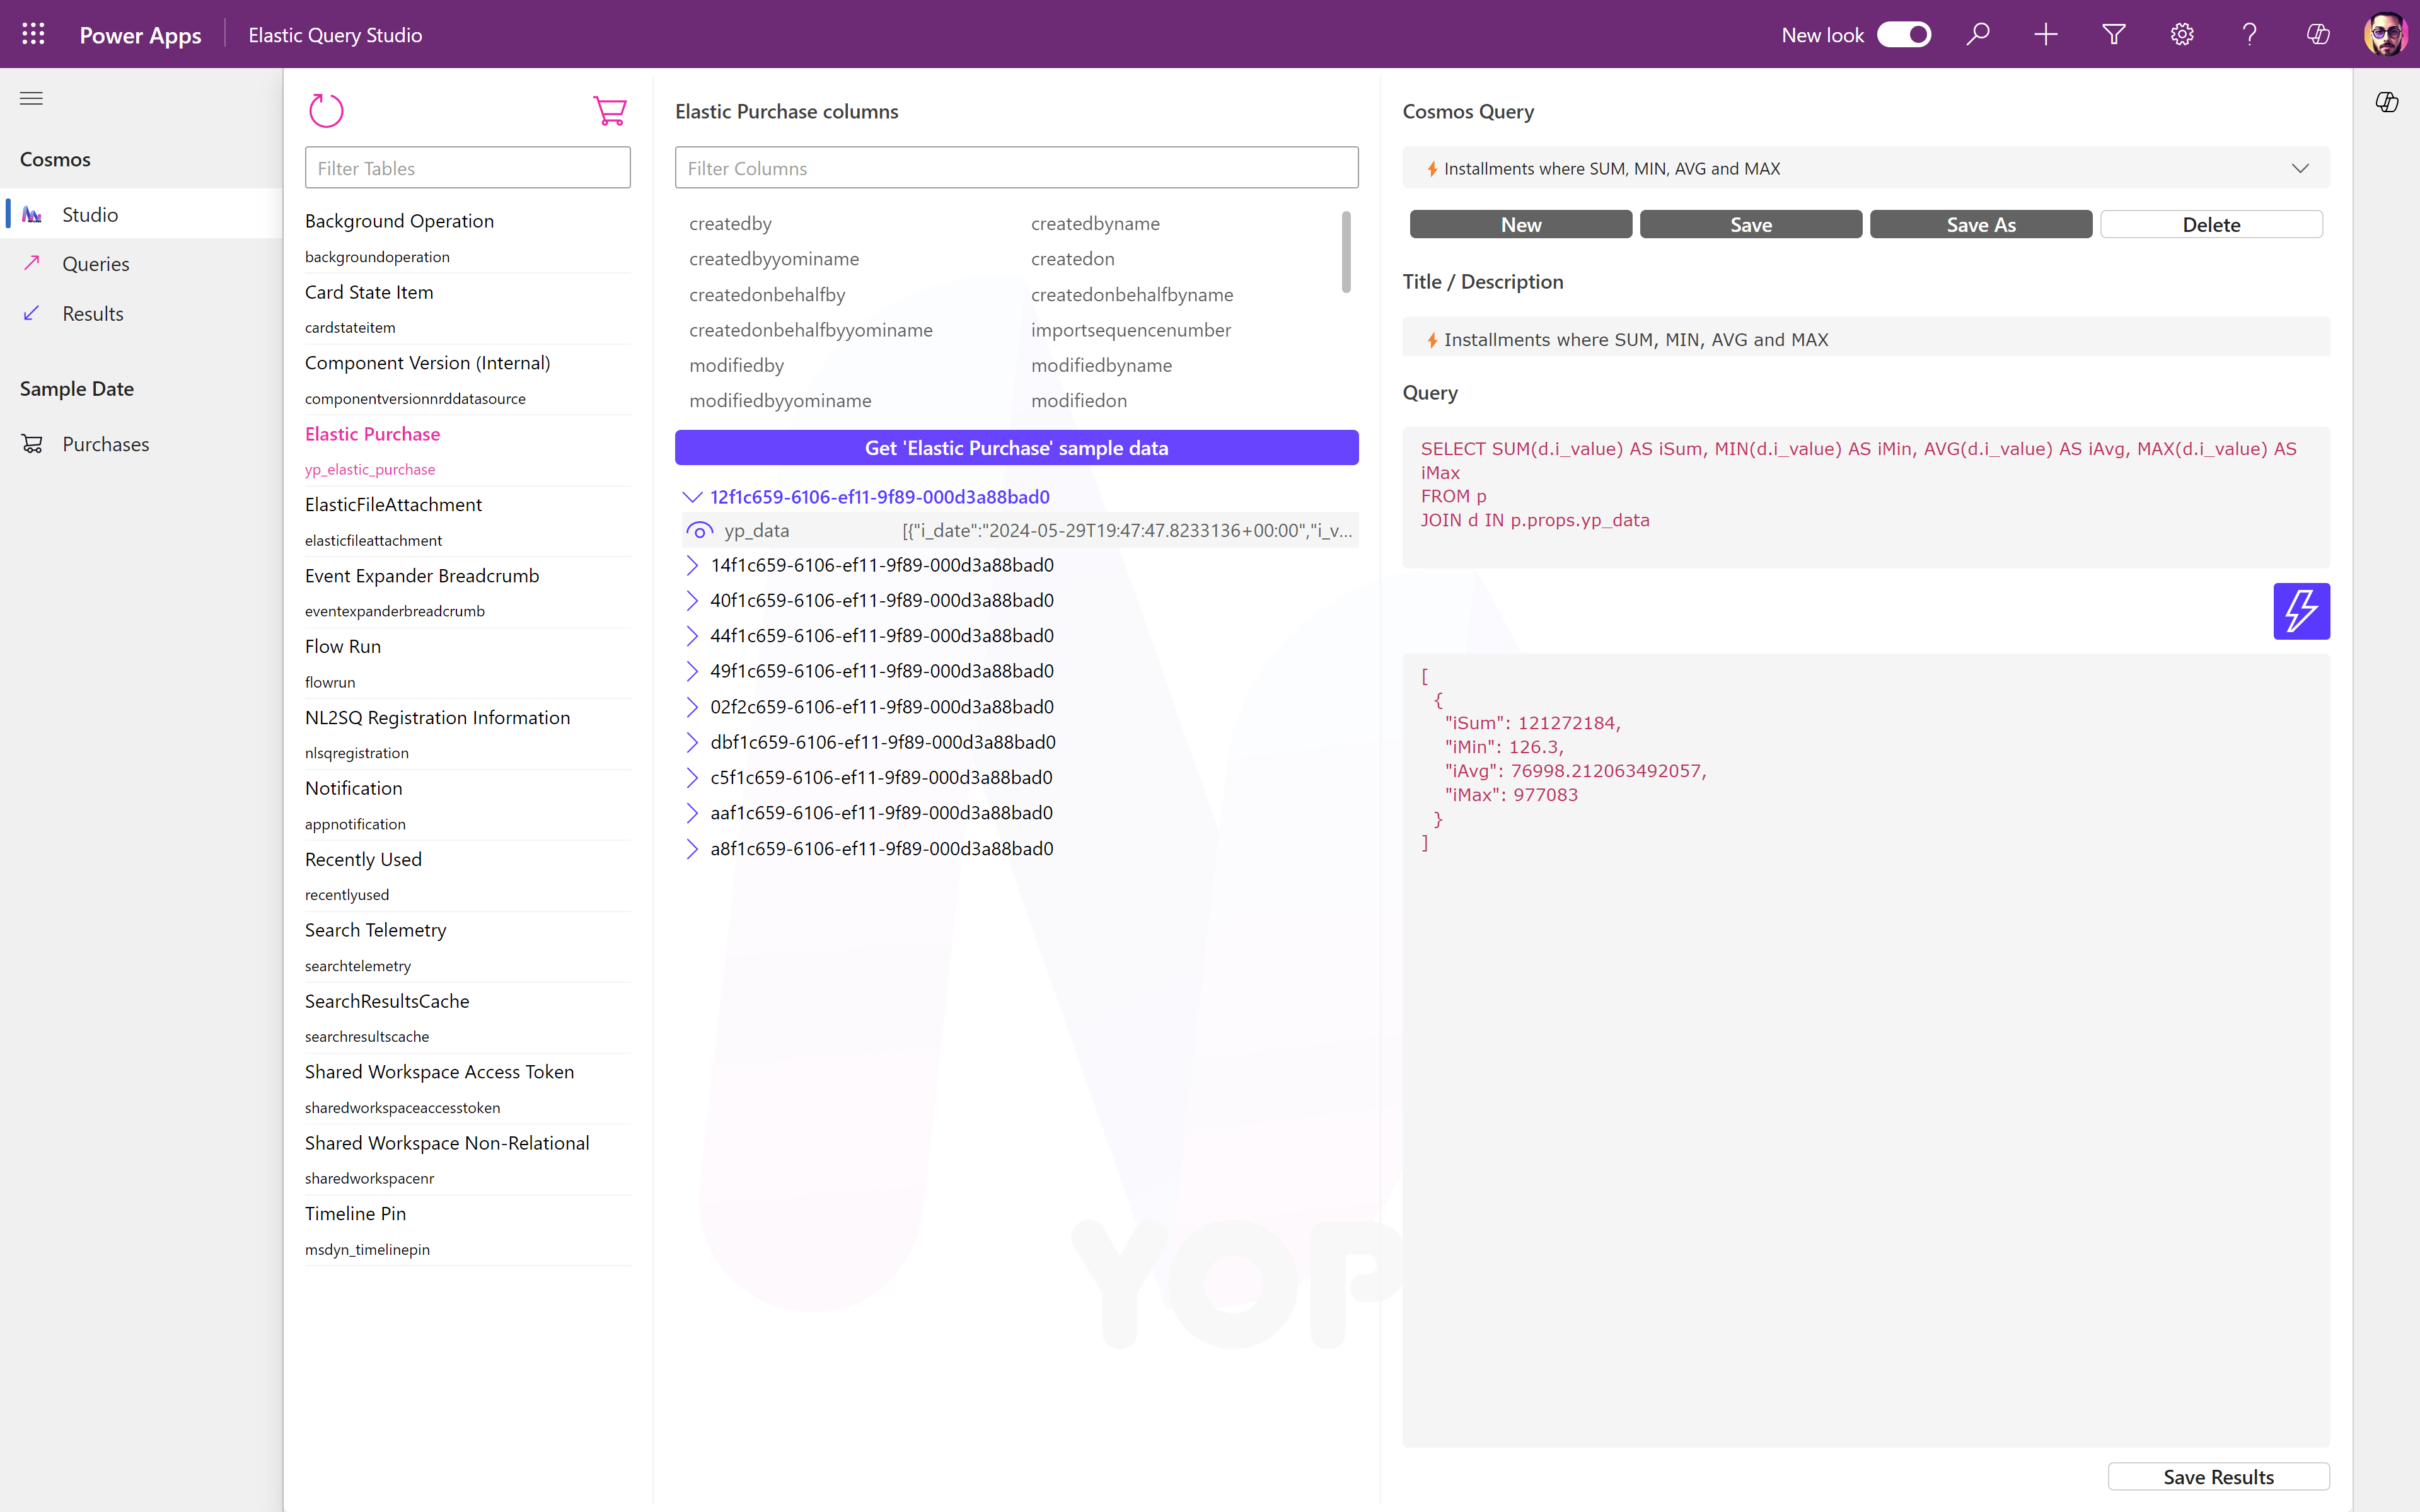 Power Apps
Elastic Query Studio
New look
Cosmos
Studio
Queries
Results
Sample Date
Purchases
Filter Tables
Background Operation
backgroundoperation
Card State Item
cardstateitem
Component Version (Internal)
componentversionnrddatasource
Elastic Purchase
yp_elastic_purchase
ElasticFileAttachment
elasticfileattachment
Event Expander Breadcrumb
eventexpanderbreadcrumb
Flow Run
flowrun
NL2SQ Registration Information
nlsqregistration
Notification
appnotification
Recently Used
recentlyused
Search Telemetry
searchtelemetry
SearchResultsCache
searchresultscache
Shared Workspace Access Token
sharedworkspaceaccesstoken
Shared Workspace Non-Relational
sharedworkspacenr
Timeline Pin
msdyn_timelinepin
Elastic Purchase columns
Filter Columns
createdby createdbyname
createdbyyominame createdon
createdonbehalfby createdonbehalfbyname
createdonbehalfbyyominame importsequencenumber
modifiedby modifiedbyname
modifiedbyyominame modifiedon
Get 'Elastic Purchase' sample data
12f1c659-6106-ef11-9f89-000d3a88bad0
yp_data [{"i_date":"2024-05-29T19:47:47.8233136+00:00","i_v...
14f1c659-6106-ef11-9f89-000d3a88bad0
40f1c659-6106-ef11-9f89-000d3a88bad0
44f1c659-6106-ef11-9f89-000d3a88bad0
49f1c659-6106-ef11-9f89-000d3a88bad0
02f2c659-6106-ef11-9f89-000d3a88bad0
dbf1c659-6106-ef11-9f89-000d3a88bad0
c5f1c659-6106-ef11-9f89-000d3a88bad0
aaf1c659-6106-ef11-9f89-000d3a88bad0
a8f1c659-6106-ef11-9f89-000d3a88bad0
YOP
Cosmos Query
Installments where SUM, MIN, AVG and MAX
New Save Save As Delete
Title / Description
Installments where SUM, MIN, AVG and MAX
Query
SELECT SUM(d.i_value) AS iSum, MIN(d.i_value) AS iMin, AVG(d.i_value) AS iAvg, MAX(d.i_value) AS
iMax
FROM p
JOIN d IN p.props.yp_data
[
{
"iSum": 121272184,
"iMin": 126.3,
"iAvg": 76998.212063492057,
"iMax": 977083
}
]
Save Results